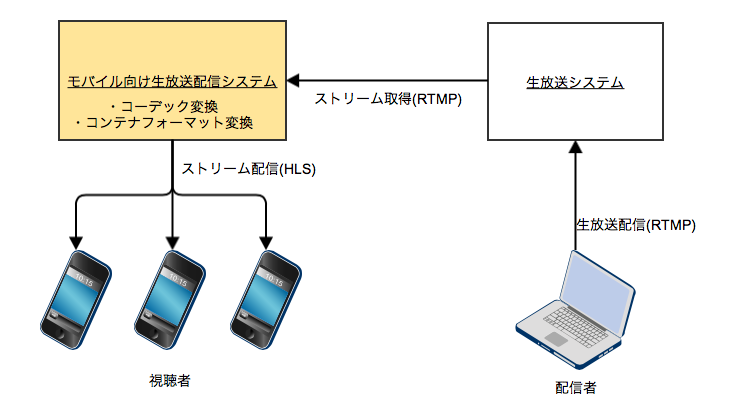 モバイル向け生放送配信システム
・コーデック変換
・コンテナフォーマット変換
ストリーム取得(RTMP)
生放送システム
ストリーム配信(HLS)
生放送配信(RTMP)
10:15
10:15
10:15
視聴者
配信者